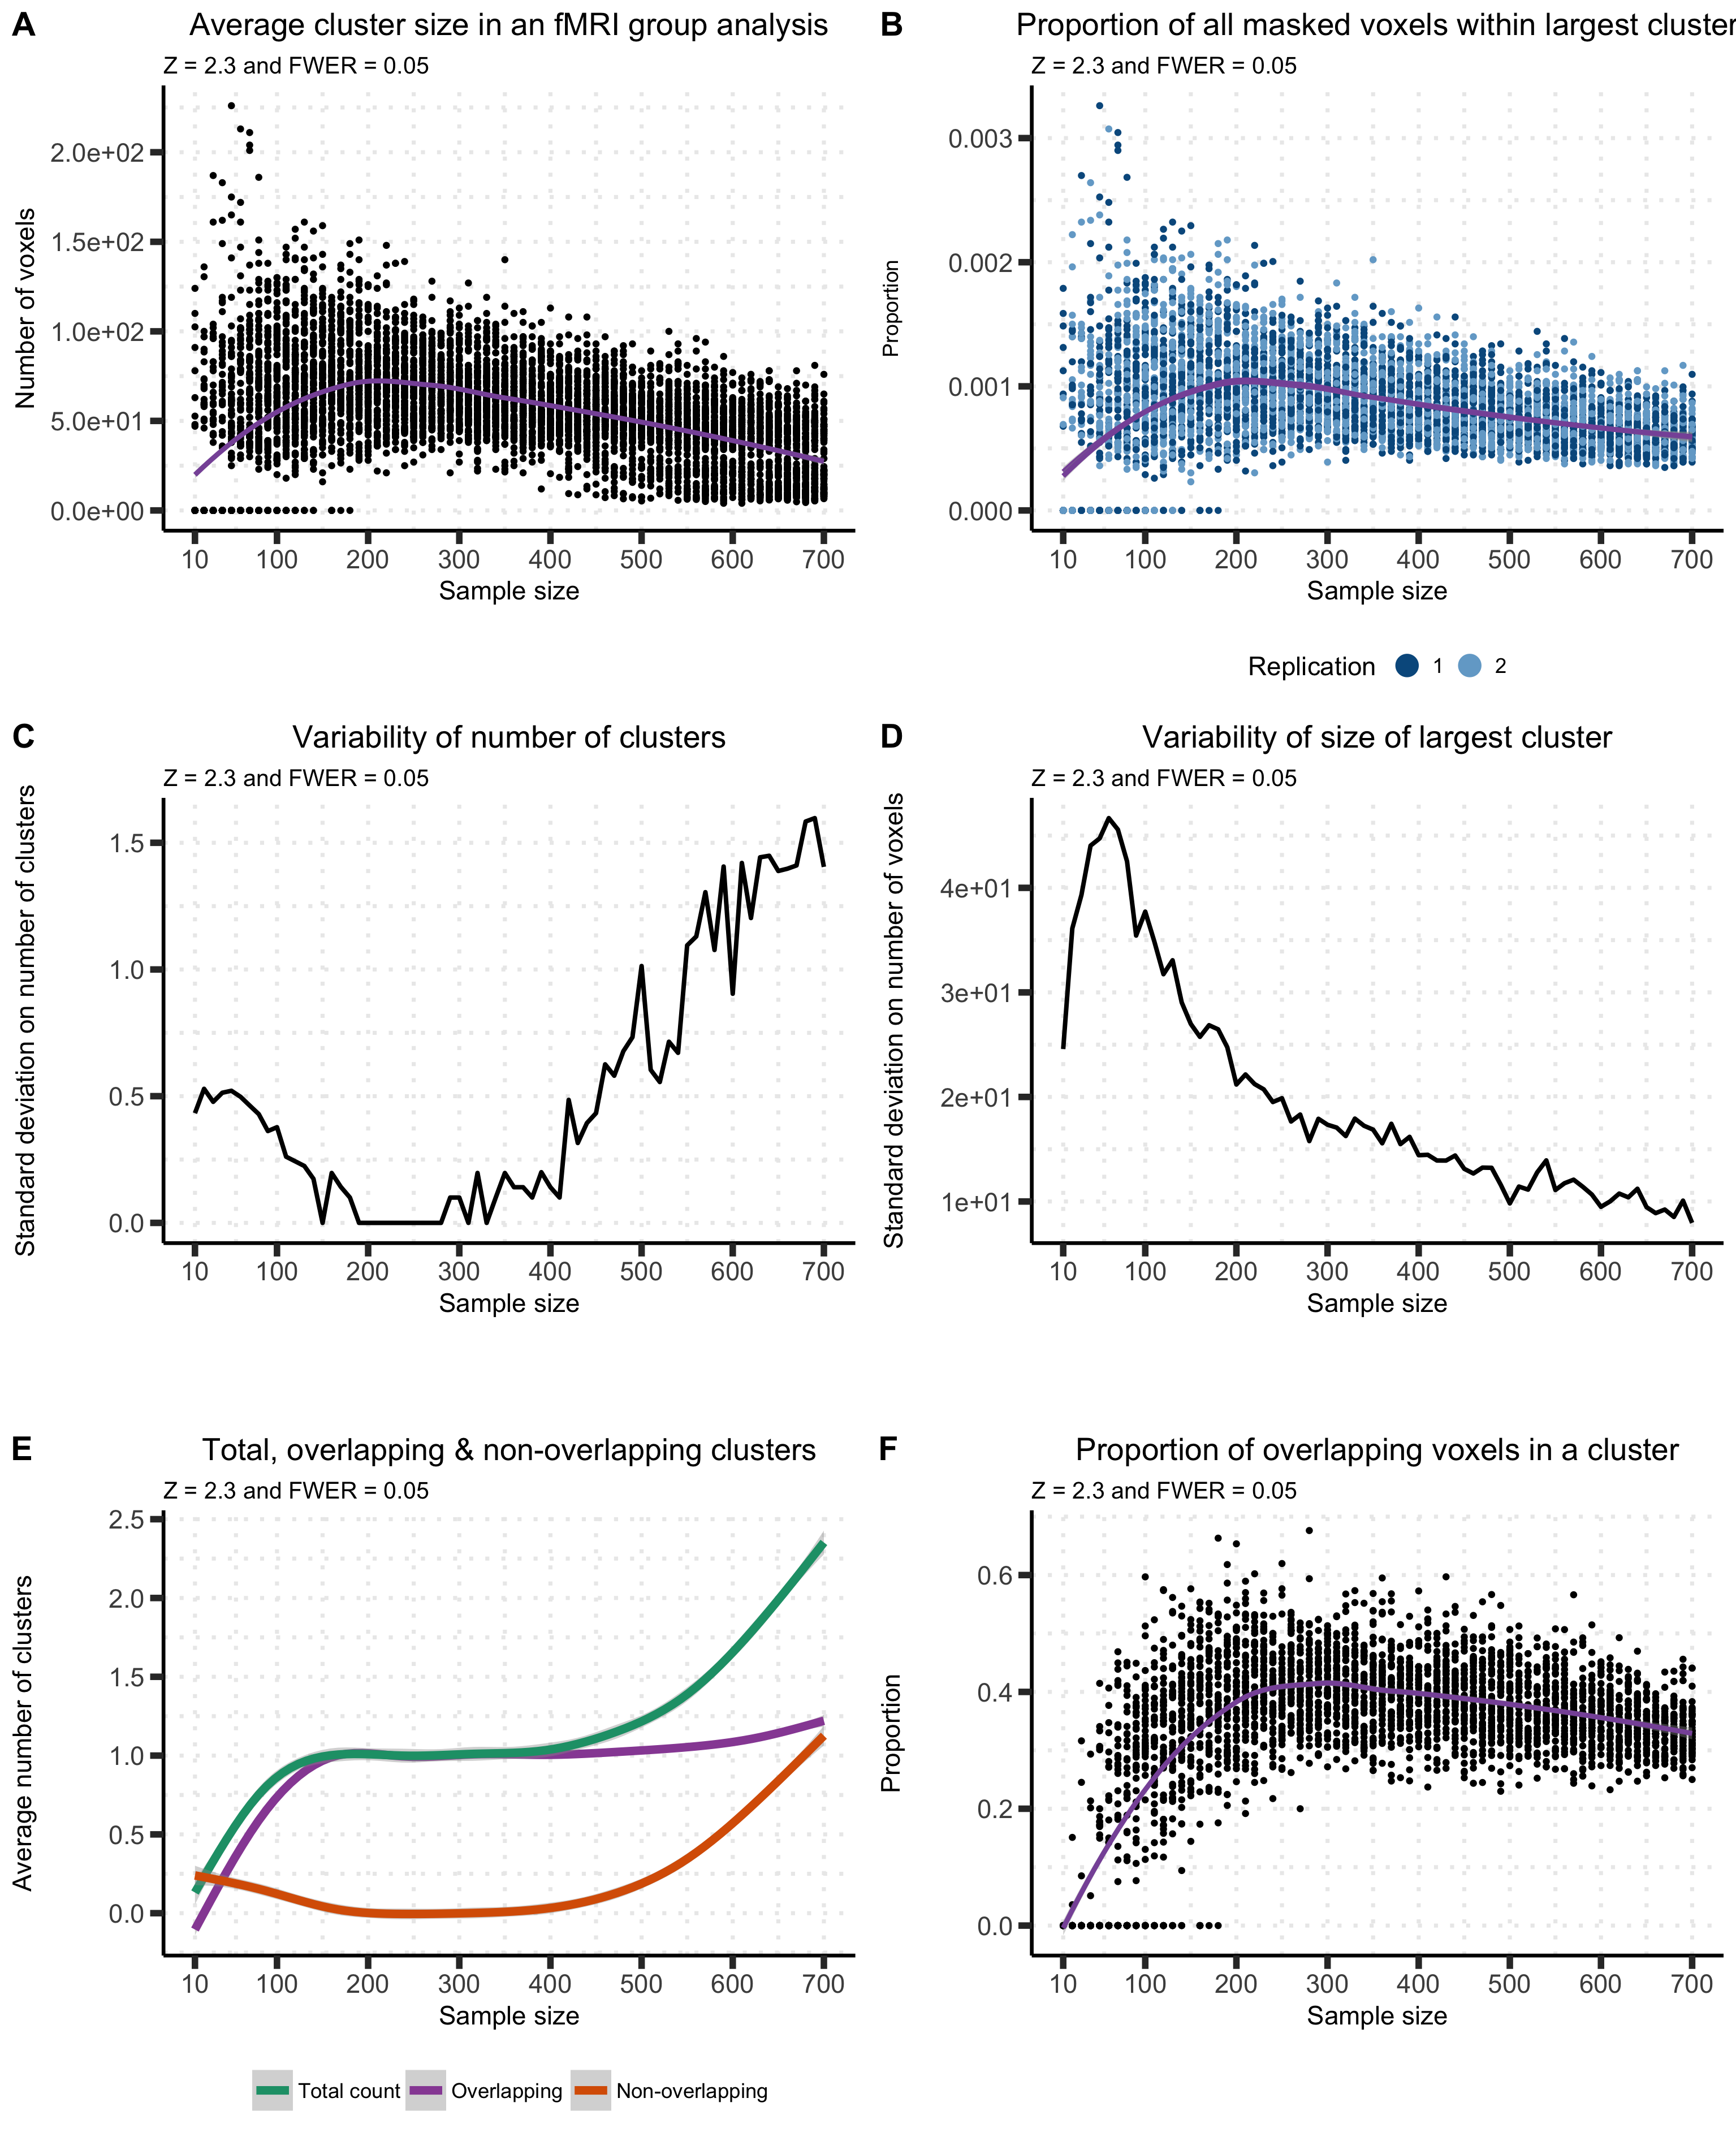 A
Average cluster size in an fMRI group analysis
Z = 2.3 and FWER = 0.05
Number of voxels
2.0e+02
1.5e+02
1.0e+02
5.0e+01
0.0e+00
10 100 200 300 400 500 600 700
Sample size
B
Proportion of all masked voxels within largest cluster
Z = 2.3 and FWER = 0.05
Proportion
0.003
0.002
0.001
0.000
10 100 200 300 400 500 600 700
Sample size
Replication 1 2
C
Variability of number of clusters
Z = 2.3 and FWER = 0.05
Standard deviation on number of clusters
1.5
1.0
0.5
0.0
10 100 200 300 400 500 600 700
Sample size
D
Variability of size of largest cluster
Z = 2.3 and FWER = 0.05
Standard deviation on number of voxels
4e+01
3e+01
2e+01
1e+01
10 100 200 300 400 500 600 700
Sample size
E
Total, overlapping & non-overlapping clusters
Z = 2.3 and FWER = 0.05
Average number of clusters
2.5
2.0
1.5
1.0
0.5
0.0
10 100 200 300 400 500 600 700
Sample size
Total count Overlapping Non-overlapping
F
Proportion of overlapping voxels in a cluster
Z = 2.3 and FWER = 0.05
Proportion
0.6
0.4
0.2
0.0
10 100 200 300 400 500 600 700
Sample size